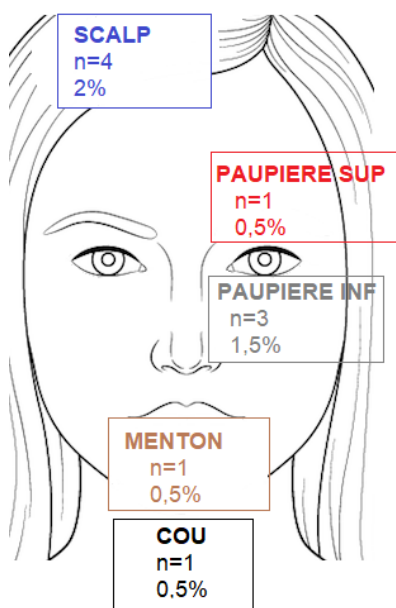 SCALP
n=4
2%
PAUPIERE SUP
n=1
0,5%
PAUPIERE INF
n=3
1,5%
MENTON
n=1
0,5%
COU
n=1
0,5%